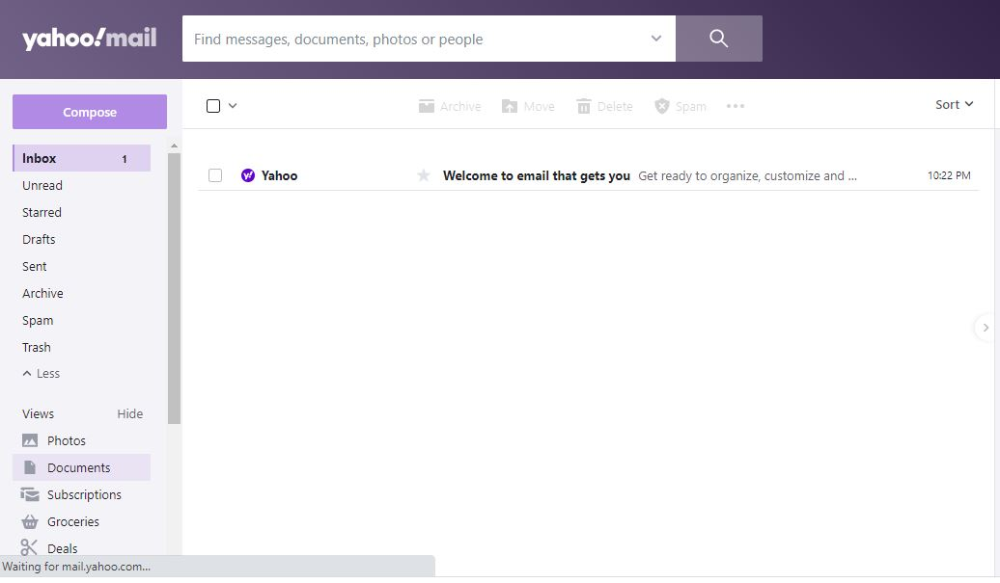 yahoo!mail
Find messages, documents, photos or people
Compose
Archive Move Delete Spam
Sort
Inbox 1
Unread
Starred
Drafts
Sent
Archive
Spam
Trash
Less
Views Hide
Photos
Documents
Subscriptions
Groceries
Deals
y! Yahoo Welcome to email that gets you Get ready to organize, customize and ... 10:22 PM
Waiting for mail.yahoo.com...